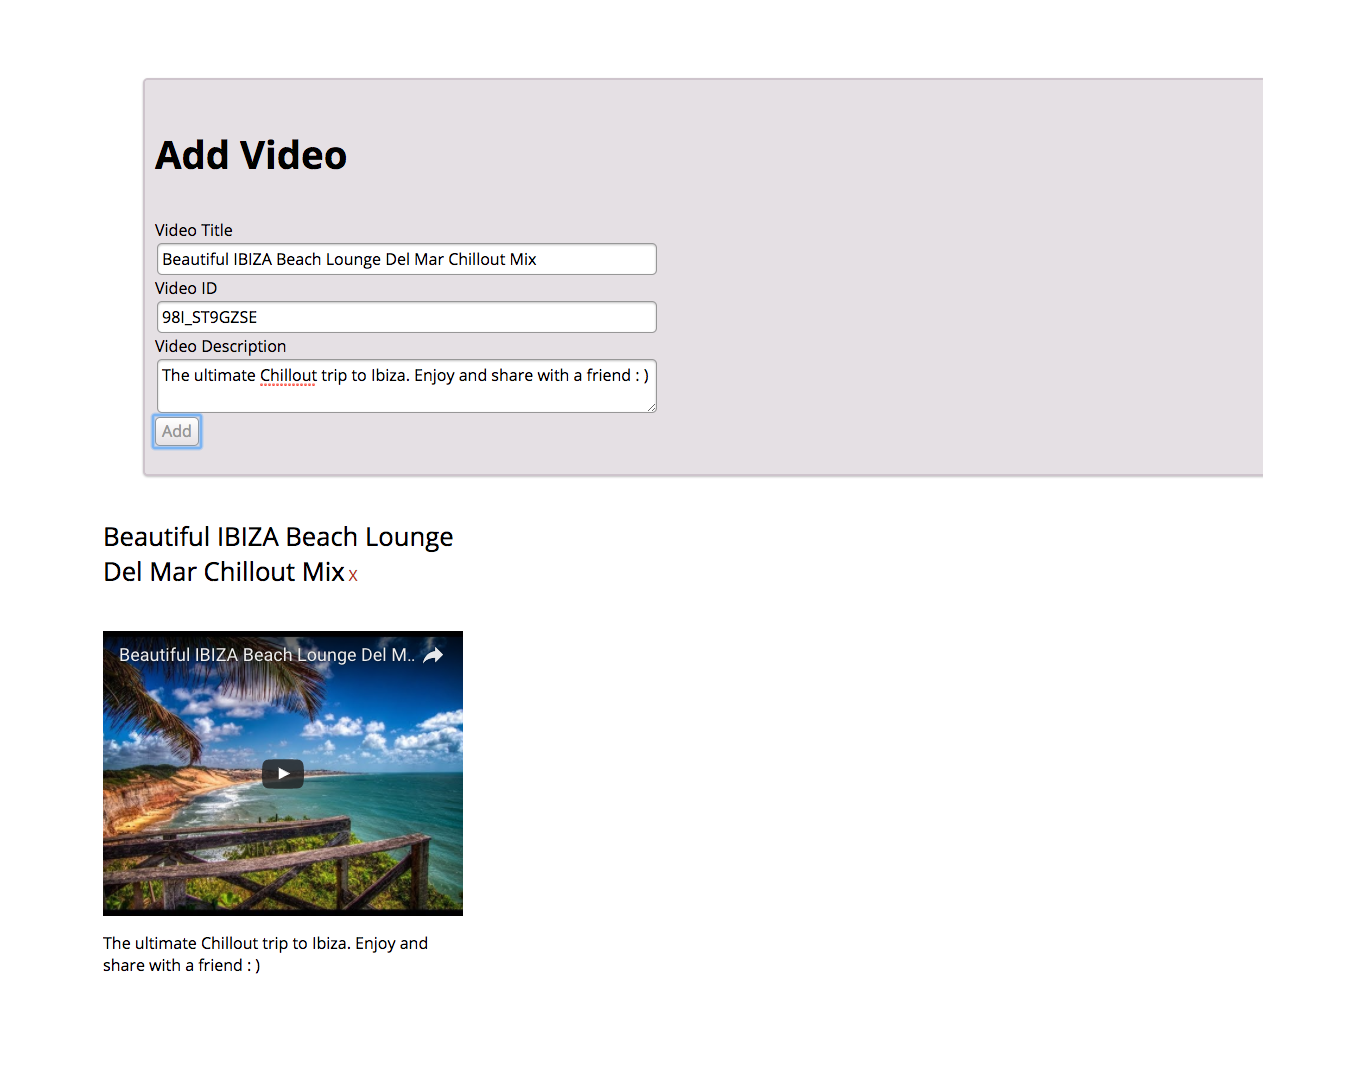 Add Video
Video Title
Beautiful IBIZA Beach Lounge Del Mar Chillout Mix
Video ID
98I_ST9GZSE
Video Description
The ultimate Chillout trip to Ibiza. Enjoy and share with a friend : )
Add
Beautiful IBIZA Beach Lounge
Del Mar Chillout Mix x
Beautiful IBIZA Beach Lounge Del M..
The ultimate Chillout trip to Ibiza. Enjoy and
share with a friend : )